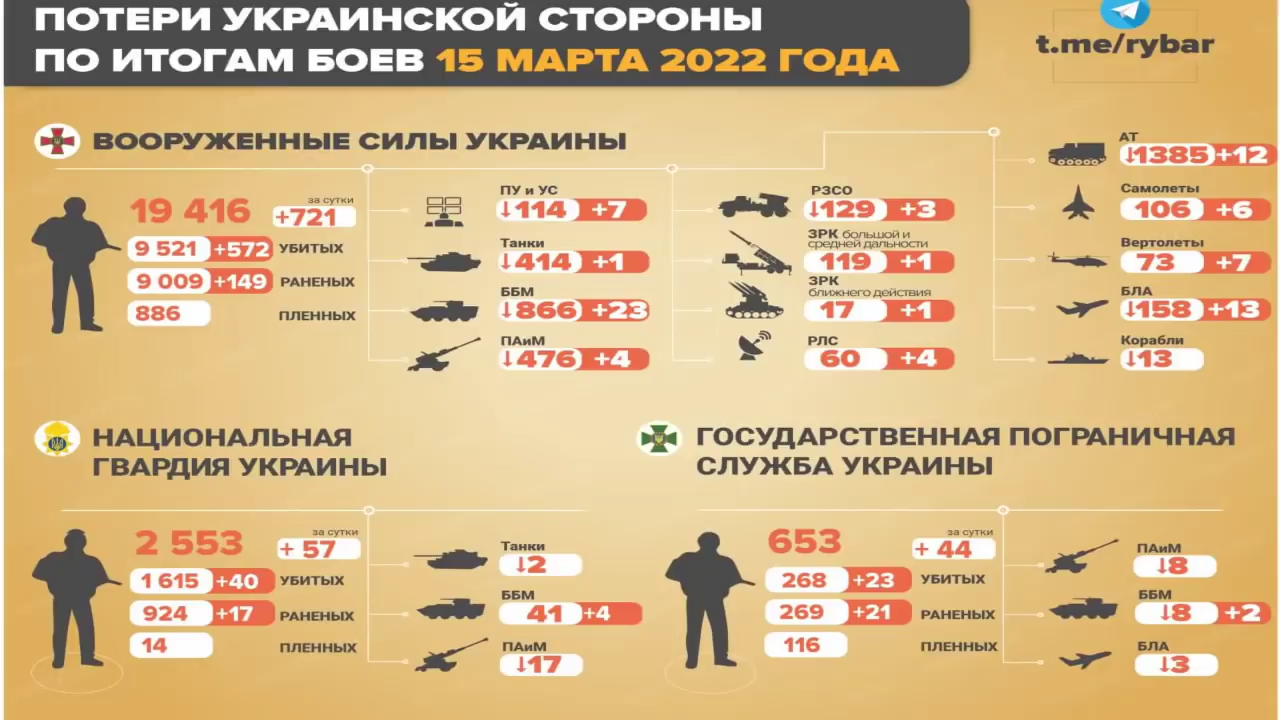 ПОТЕРИ УКРАИНСКОЙ СТОРОНЫ
ПО ИТОГАМ БОЕВ 15 МАРТА 2022 ГОДА
t.me/rybar
ВООРУЖЕННЫЕ СИЛЫ УКРАИНЫ
19 416 за сутки +721
9 521 +572 УБИТЫХ
9 009 +149 РАНЕНЫХ
886 ПЛЕННЫХ
ПУ и УС
↓114 +7
Танки
↓414 +1
ББМ
↓866 +23
ПАиМ
↓476 +4
РЗСО
↓129 +3
ЗРК большой и
средней дальности
119 +1
ЗРК
ближнего действия
17 +1
РЛС
60 +4
АТ
↓1385 +12
Самолеты
106 +6
Вертолеты
73 +7
БЛА
↓158 +13
Корабли
↓13
НАЦИОНАЛЬНАЯ
ГВАРДИЯ УКРАИНЫ
2 553 за сутки + 57
1 615 +40 УБИТЫХ
924 +17 РАНЕНЫХ
14 ПЛЕННЫХ
Танки
↓2
ББМ
41 +4
ПАиМ
↓17
ГОСУДАРСТВЕННАЯ ПОГРАНИЧНАЯ
СЛУЖБА УКРАИНЫ
653 за сутки + 44
268 +23 УБИТЫХ
269 +21 РАНЕНЫХ
116 ПЛЕННЫХ
ПАиМ
↓8
ББМ
↓8 +2
БЛА
↓3